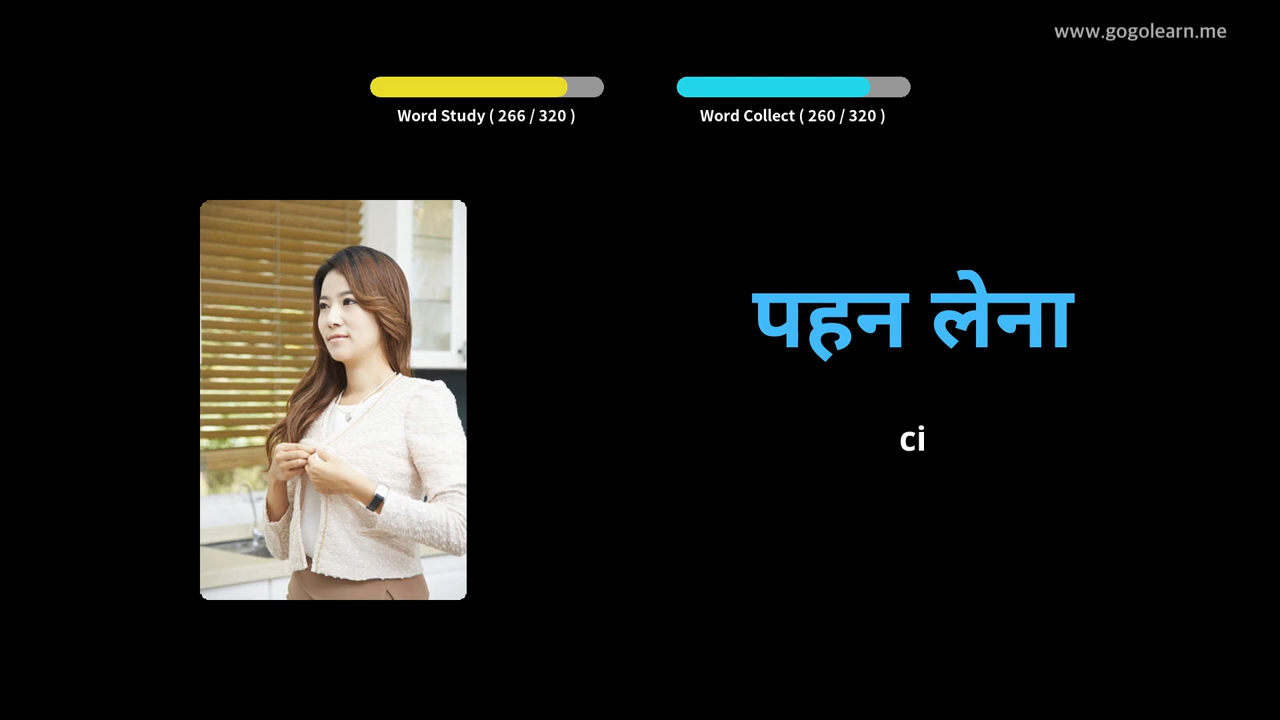 www.gogolearn.me
Word Study ( 266 / 320 )
Word Collect ( 260 / 320 )
पहन लेना
ci